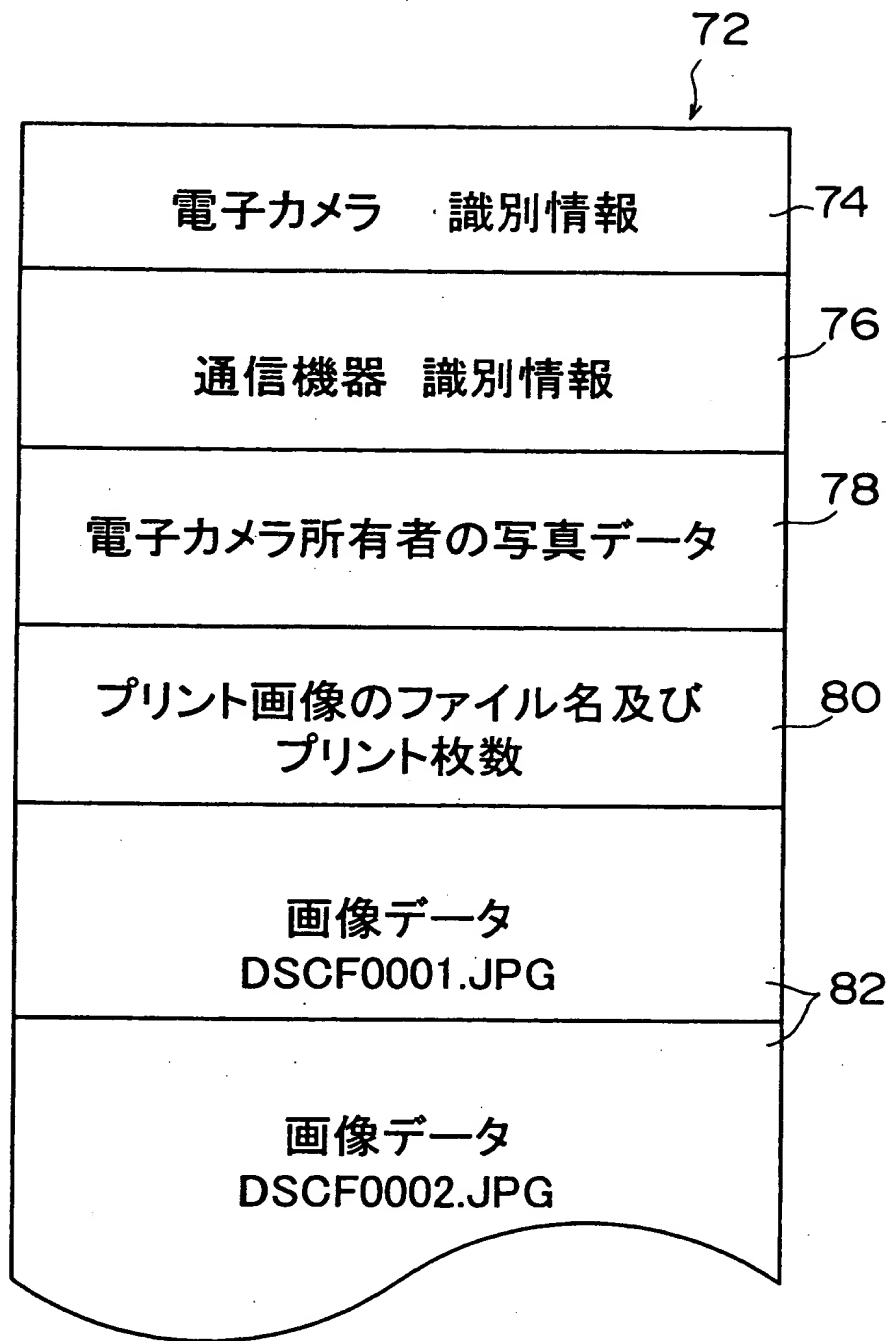 72
電子カメラ 識別情報
74
通信機器 識別情報
76
電子カメラ所有者の写真データ
78
プリント画像のファイル名及び
プリント枚数
80
画像データ
DSCF0001.JPG
82
画像データ
DSCF0002.JPG